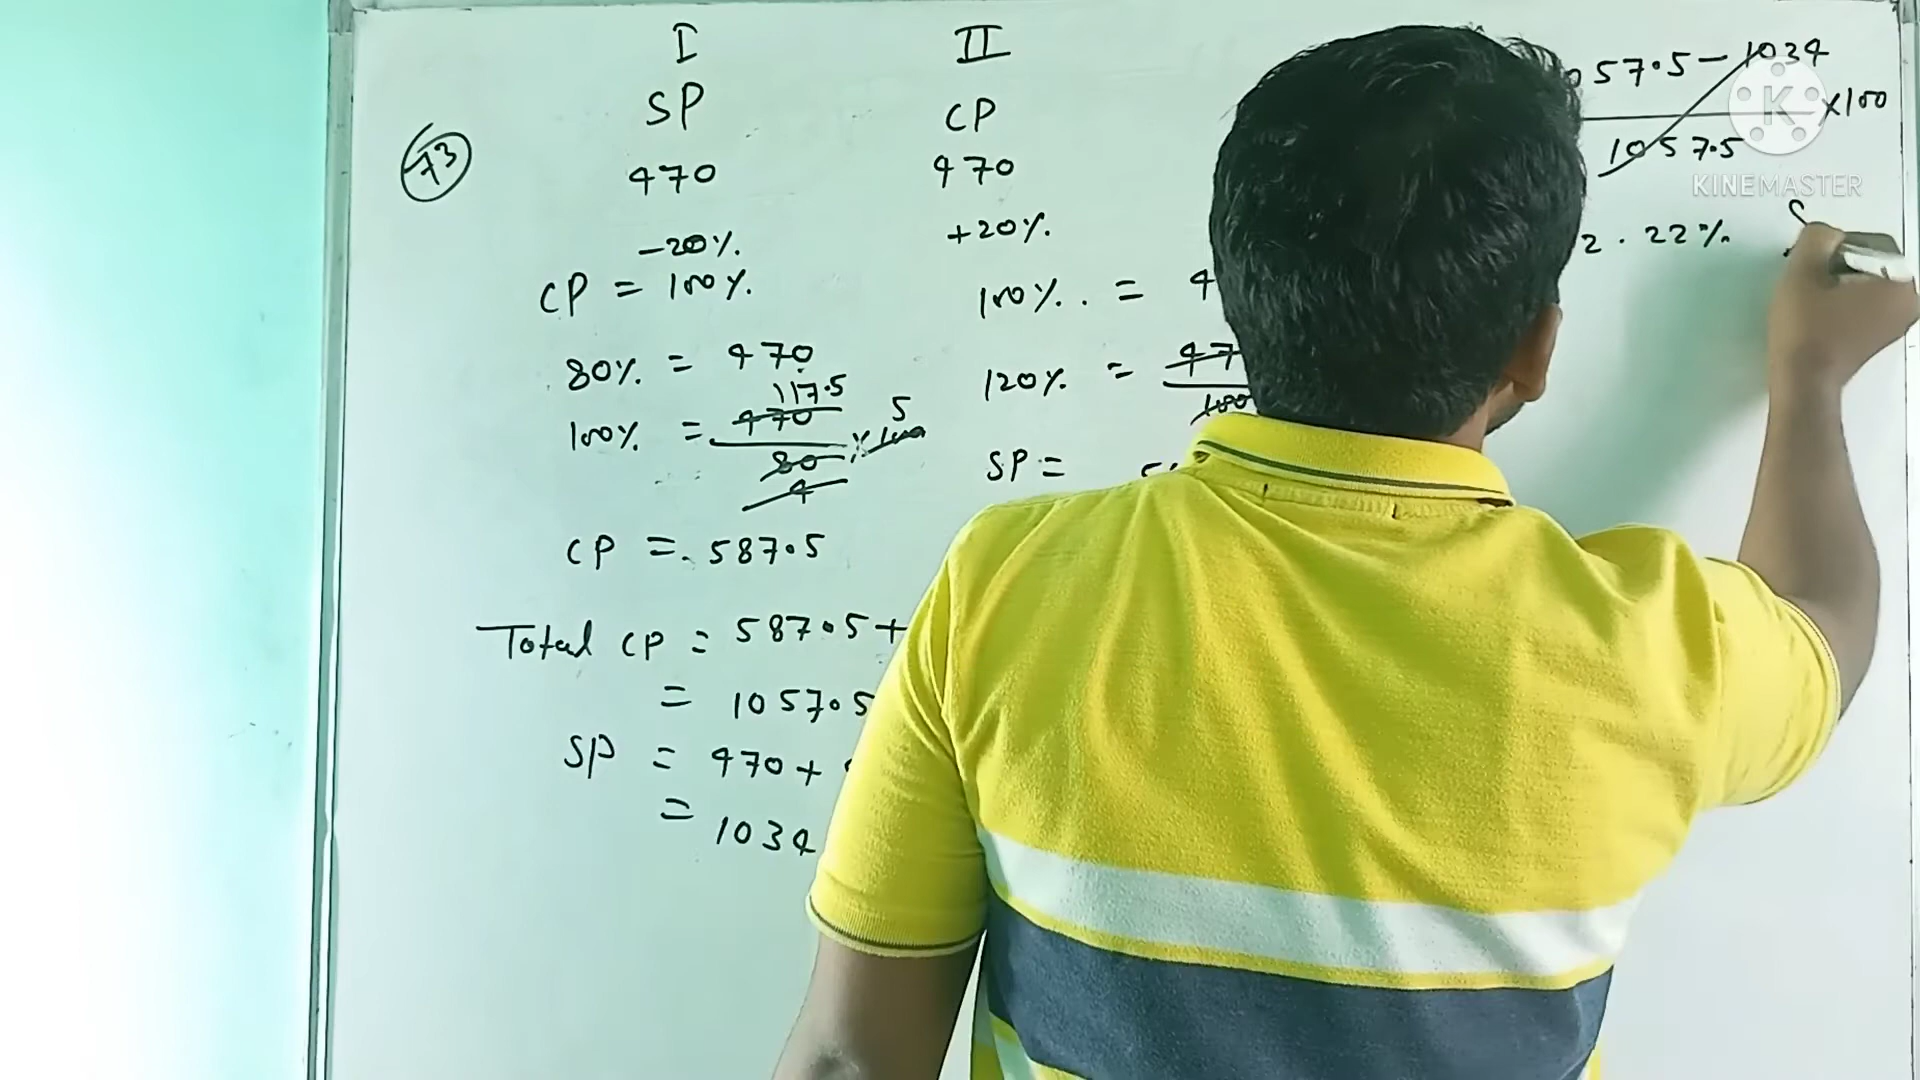 73
I
SP
470
-20%.
CP = 100%.
80% = 470
117.5
100% = 470 × 100
5
80
4
CP = 587.5
Total CP = 587.5 +
= 1057.5
SP = 470 +
= 1034
II
CP
470
+20%.
100% = 4
120% = 47
100
SP =
057.5 - 1034
1057.5
×100
2.22%
KINEMASTER